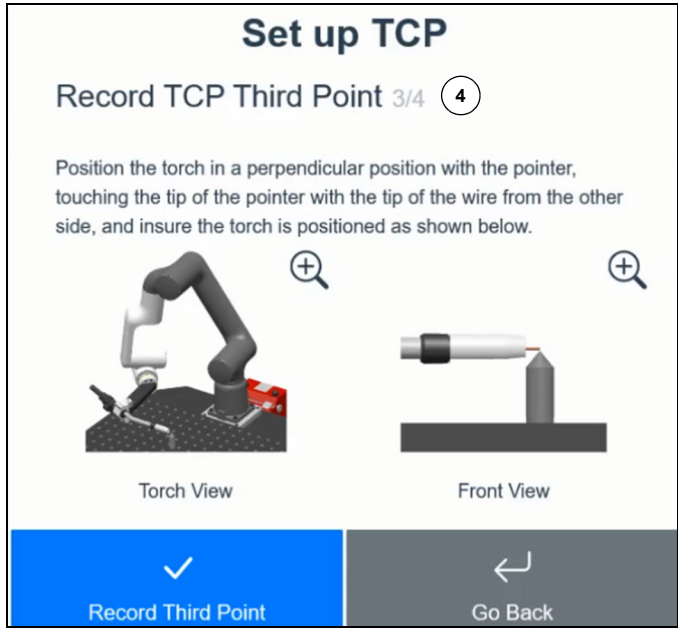 Set up TCP
Record TCP Third Point 3/4 4
Position the torch in a perpendicular position with the pointer,
touching the tip of the pointer with the tip of the wire from the other
side, and insure the torch is positioned as shown below.
Torch View
Front View
Record Third Point
Go Back